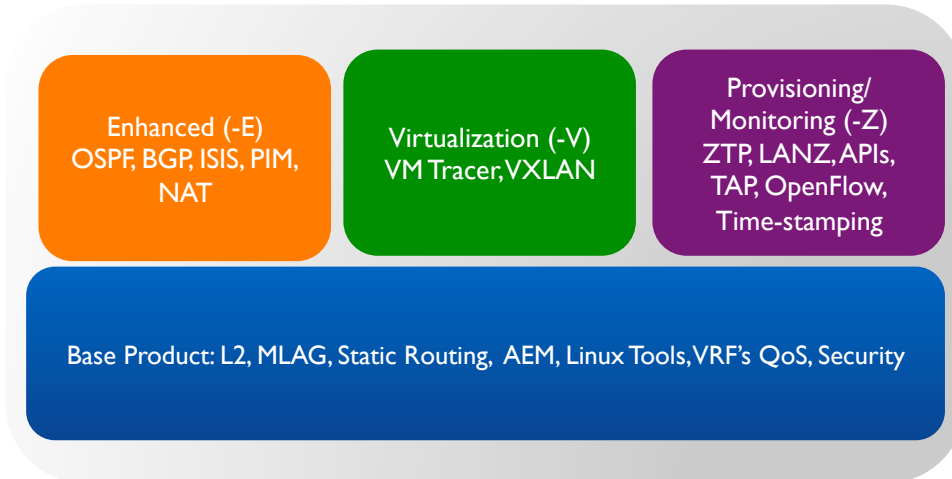 Enhanced (-E)
OSPF, BGP, ISIS, PIM,
NAT
Virtualization (-V)
VM Tracer, VXLAN
Provisioning/
Monitoring (-Z)
ZTP, LANZ, APIs,
TAP, OpenFlow,
Time-stamping
Base Product: L2, MLAG, Static Routing, AEM, Linux Tools, VRF's QoS, Security